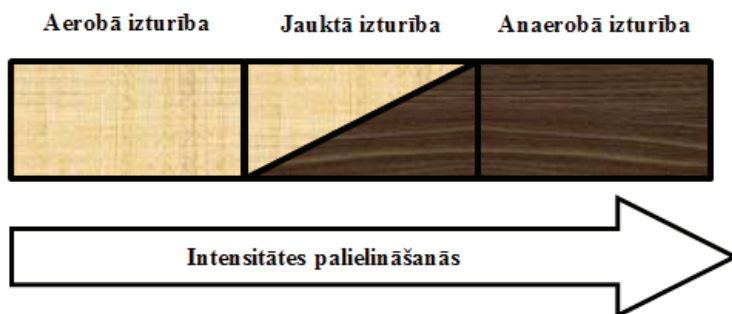 Aerobā izturība
Jauktā izturība
Anaerobā izturība
Intensitātes palielināšanās